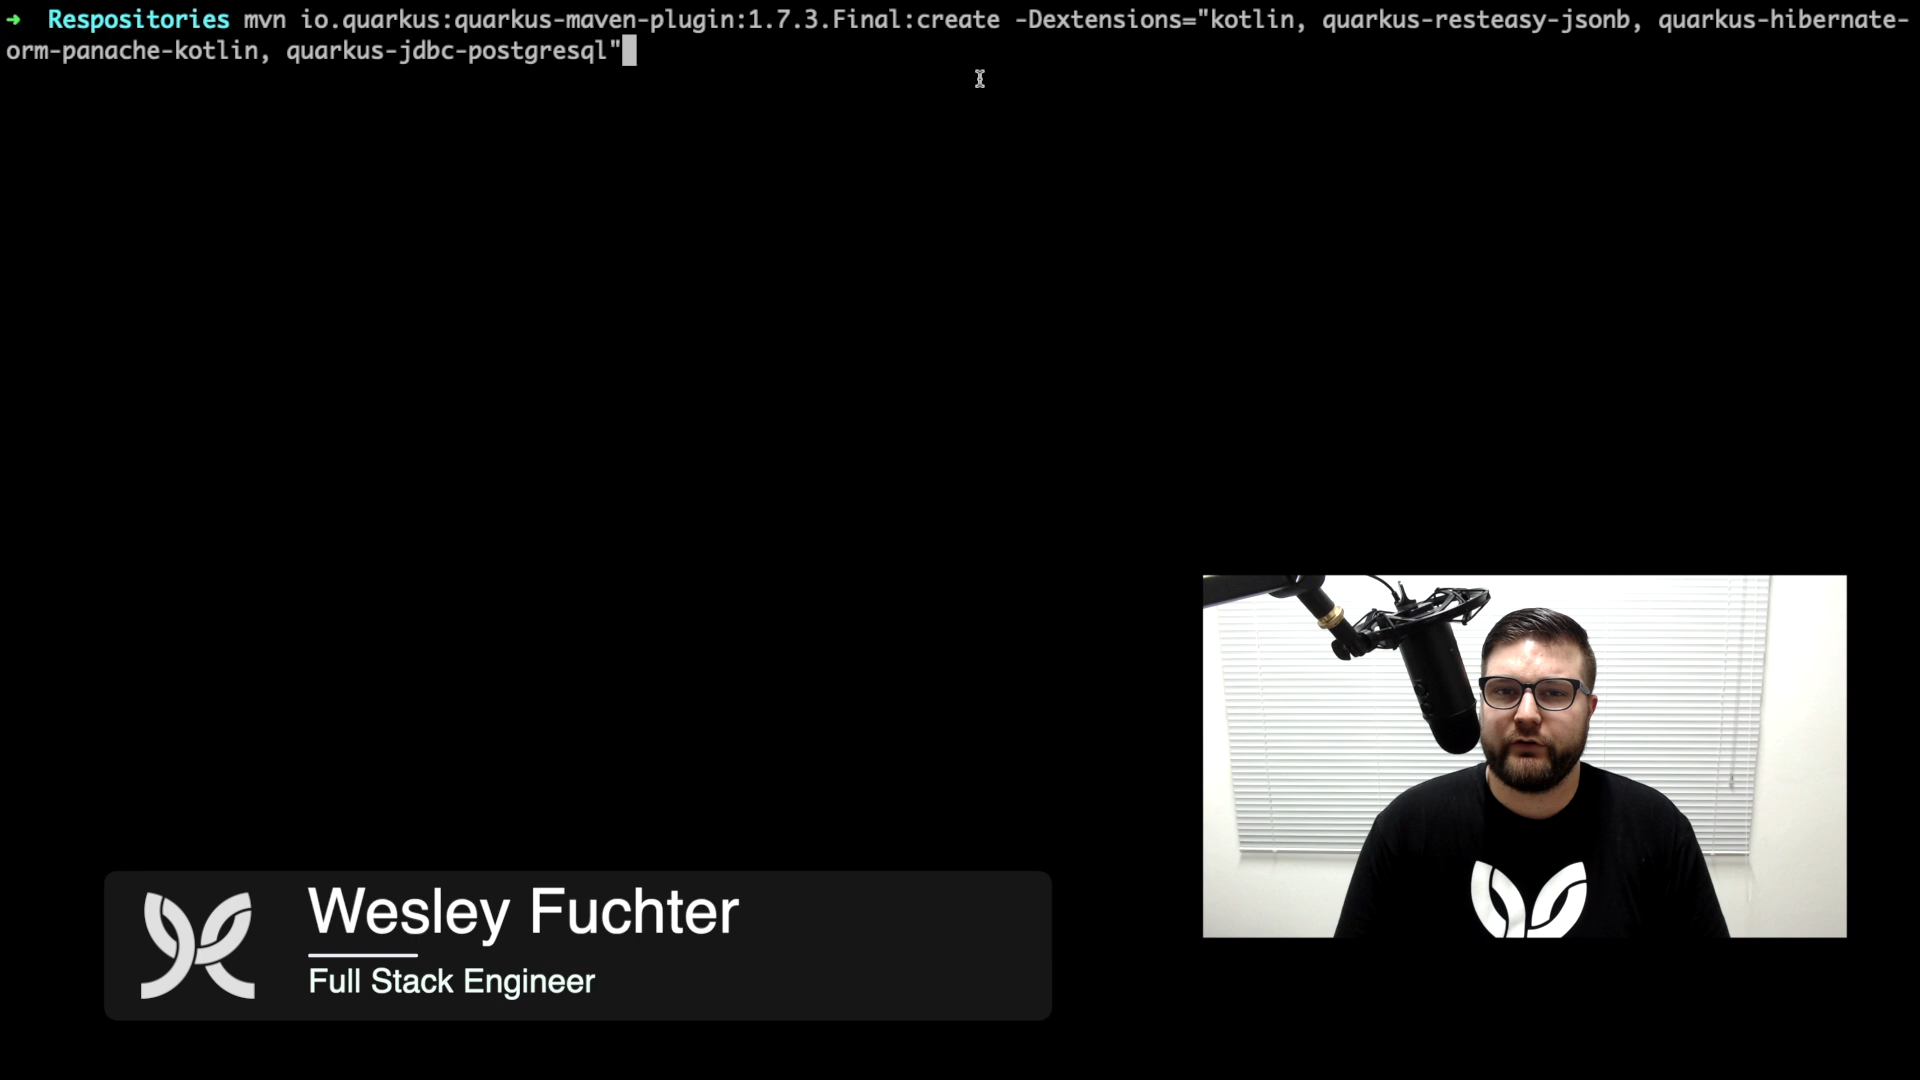 ➜ Respositories mvn io.quarkus:quarkus-maven-plugin:1.7.3.Final:create -Dextensions="kotlin, quarkus-resteasy-jsonb, quarkus-hibernate-
orm-panache-kotlin, quarkus-jdbc-postgresql"
Wesley Fuchter
Full Stack Engineer